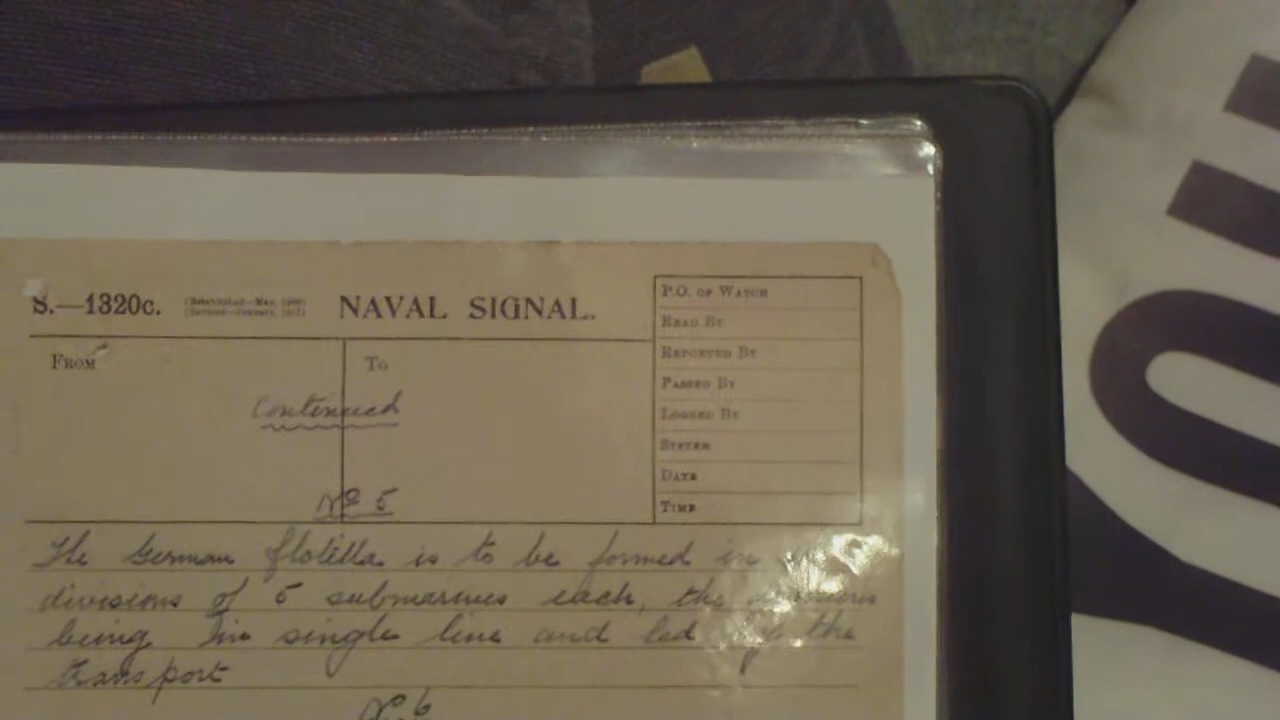 S.—1320c.
NAVAL SIGNAL.
P.O. OF WATCH
READ BY
REPORTED BY
PASSED BY
LOGGED BY
SYSTEM
DATE
TIME
FROM
To
Continued
No 5
The German flotilla is to be formed in
divisions of 5 submarines each, the
being in single line and led by the
transport
No 6